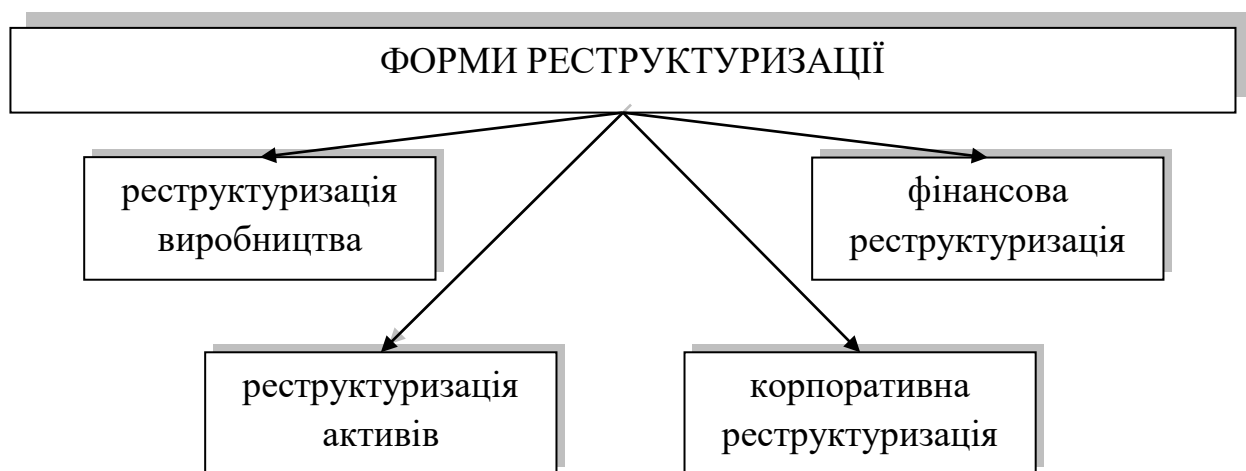 ФОРМИ РЕСТРУКТУРИЗАЦІЇ
реструктуризація
виробництва
фінансова
реструктуризація
реструктуризація
активів
корпоративна
реструктуризація